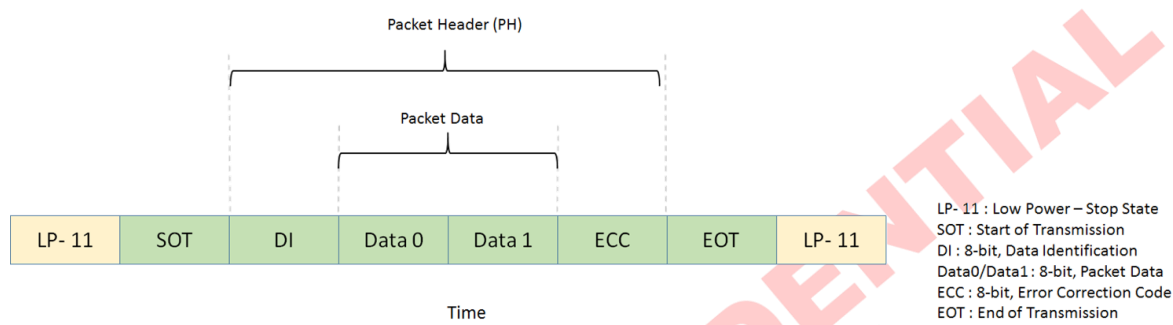 Packet Header (PH)
Packet Data
LP- 11 SOT DI Data 0 Data 1 ECC EOT LP- 11
Time
LP- 11 : Low Power – Stop State
SOT : Start of Transmission
DI : 8-bit, Data Identification
Data0/Data1 : 8-bit, Packet Data
ECC : 8-bit, Error Correction Code
EOT : End of Transmission
DENTIAL